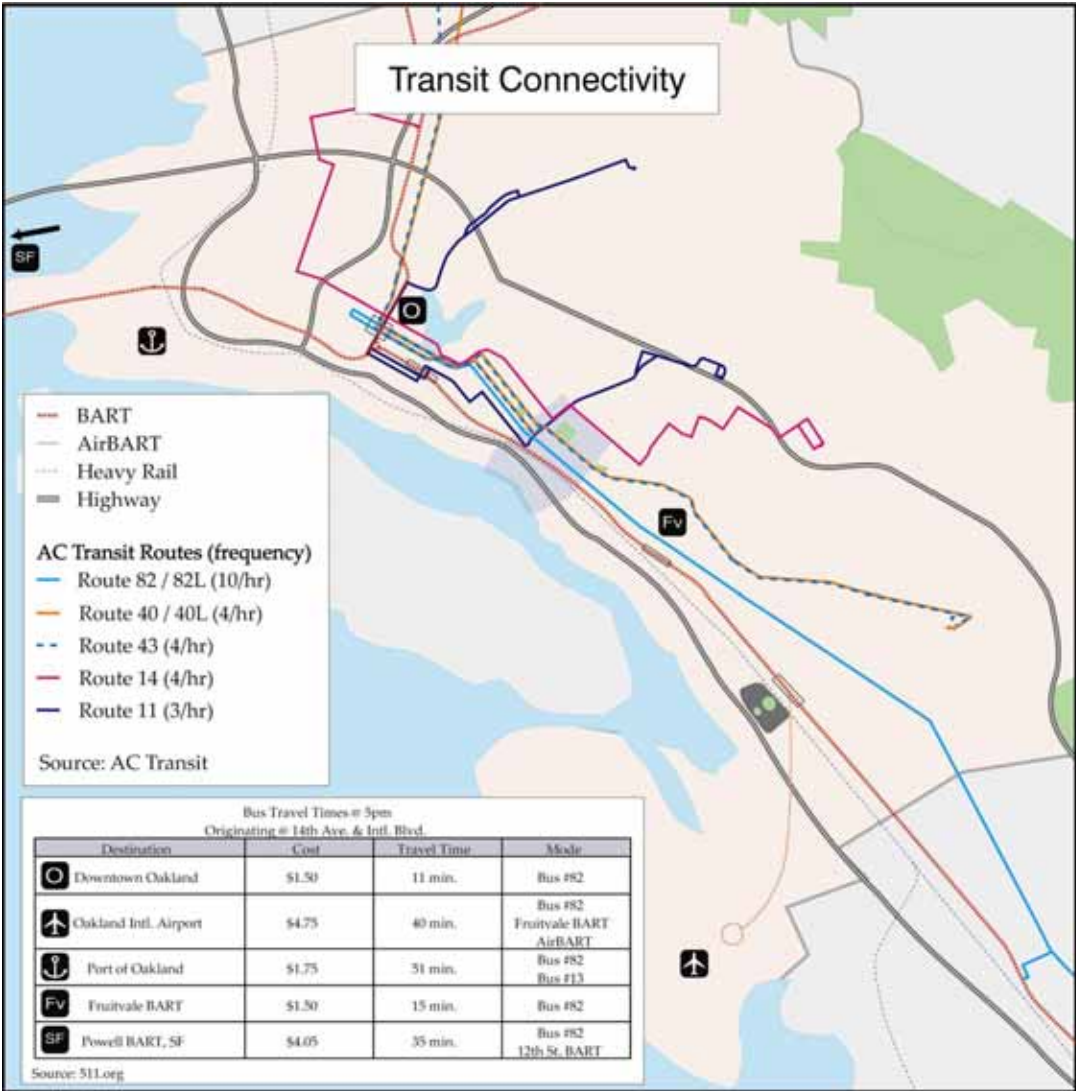 Transit Connectivity
SF
O
Fv
BART
AirBART
Heavy Rail
Highway
AC Transit Routes (frequency)
Route 82 / 82L (10/hr)
Route 40 / 40L (4/hr)
Route 43 (4/hr)
Route 14 (4/hr)
Route 11 (3/hr)
Source: AC Transit
Bus Travel Times @ 5pm
Originating @ 14th Ave. & Intl. Blvd.
Destination Cost Travel Time Mode
O Downtown Oakland $1.50 11 min. Bus #82
Oakland Intl. Airport $4.75 40 min. Bus #82
Fruitvale BART
AirBART
Port of Oakland $1.75 51 min. Bus #82
Bus #13
Fv Fruitvale BART $1.50 15 min. Bus #82
SF Powell BART, SF $4.05 35 min. Bus #82
12th St. BART
Source: 511.org